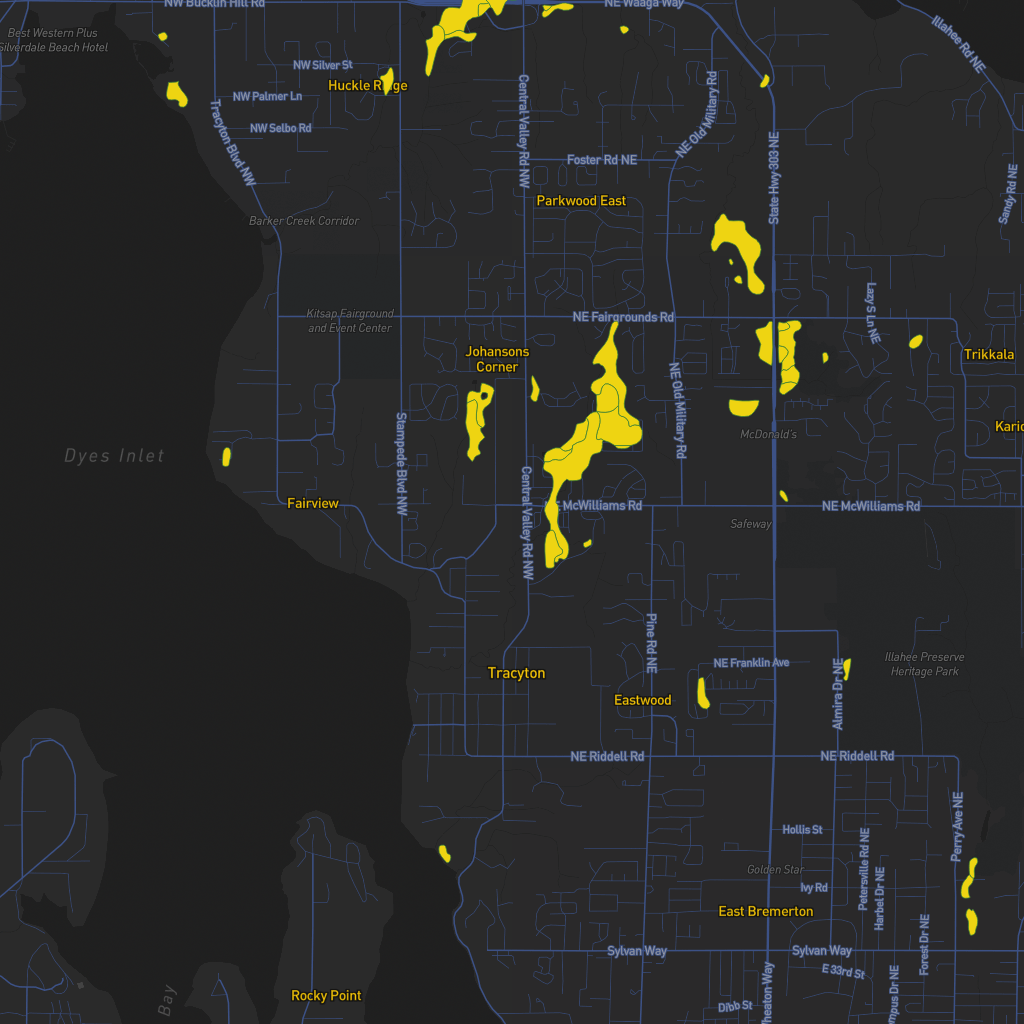 NW Bucklin Hill Rd
NE Waaga Way
Illahee Rd NE
Best Western Plus
Silverdale Beach Hotel
NW Silver St
Huckle Ridge
NW Palmer Ln
Tracyton Blvd NW
NW Selbo Rd
Central Valley Rd NW
NE Old Military Rd
Foster Rd NE
State Hwy 303 NE
Sandy Rd NE
Parkwood East
Barker Creek Corridor
Kitsap Fairground
and Event Center
NE Fairgrounds Rd
Lazy S Ln NE
Johansons
Corner
Trikkala
NE Old Military Rd
Stampede Blvd NW
McDonald's
Dyes Inlet
Central Valley Rd NW
Fairview
McWilliams Rd
NE McWilliams Rd
Safeway
Pine Rd NE
NE Franklin Ave
Illahee Preserve
Heritage Park
Tracyton
Almira Dr NE
Eastwood
NE Riddell Rd
NE Riddell Rd
Hollis St
Perry Ave NE
Petersville Rd NE
Golden Star
Ivy Rd
Harbel Dr NE
East Bremerton
Forest Dr NE
Sylvan Way
Sylvan Way
E 33rd St
Rocky Point
Bay
Dibb St
Wheaton Way
Dr NE